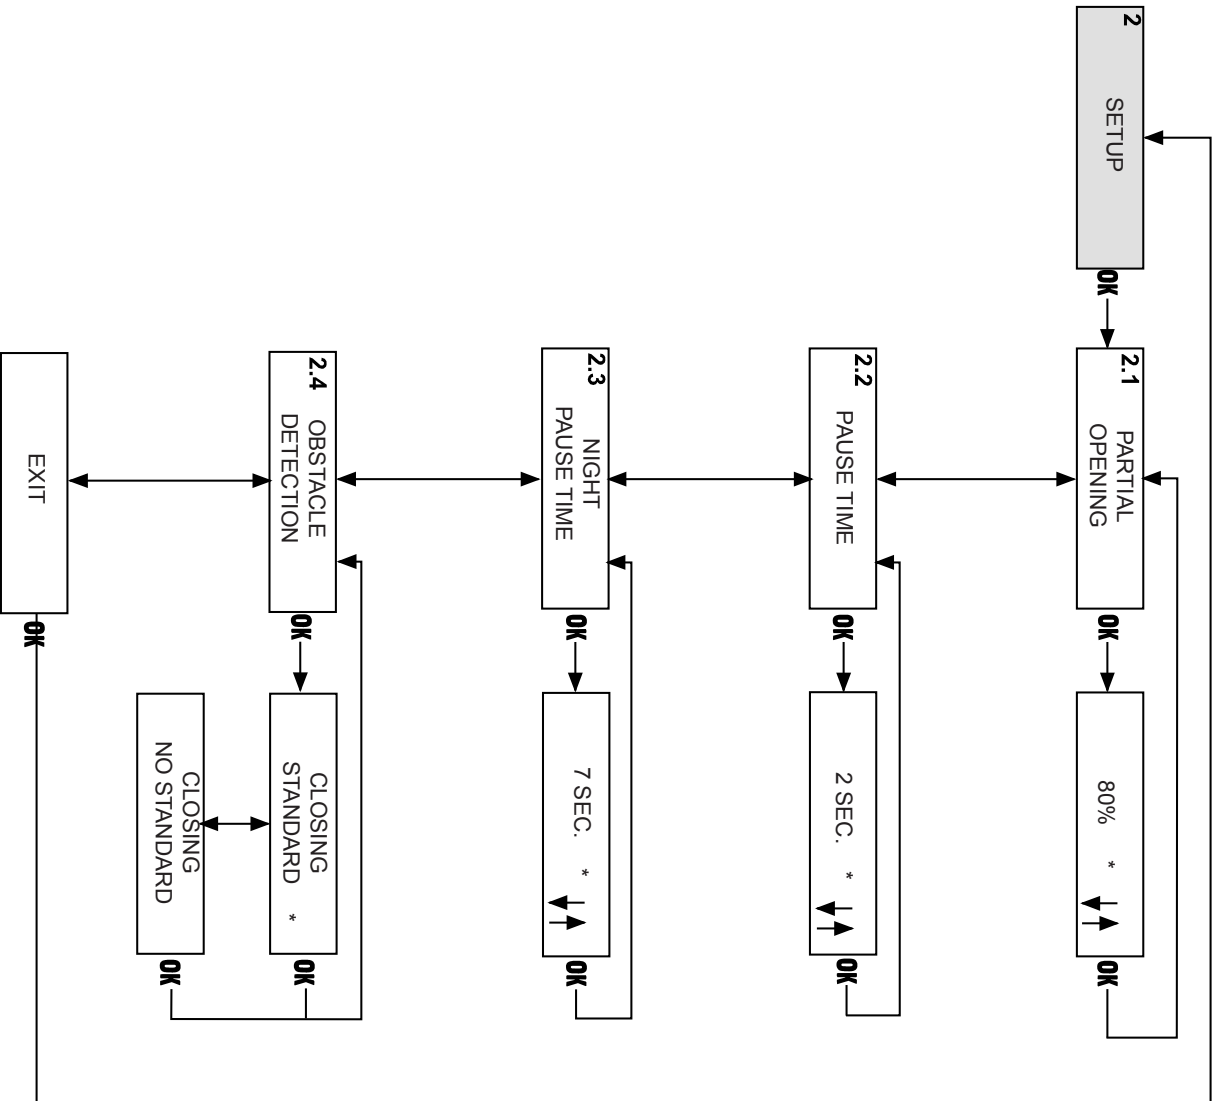 2
SETUP
OK
2.1
PARTIAL
OPENING
OK
80% *
OK
2.2
PAUSE TIME
OK
2 SEC. *
OK
2.3
NIGHT
PAUSE TIME
OK
7 SEC. *
OK
2.4
OBSTACLE
DETECTION
OK
CLOSING
STANDARD *
OK
CLOSING
NO STANDARD
OK
EXIT
OK